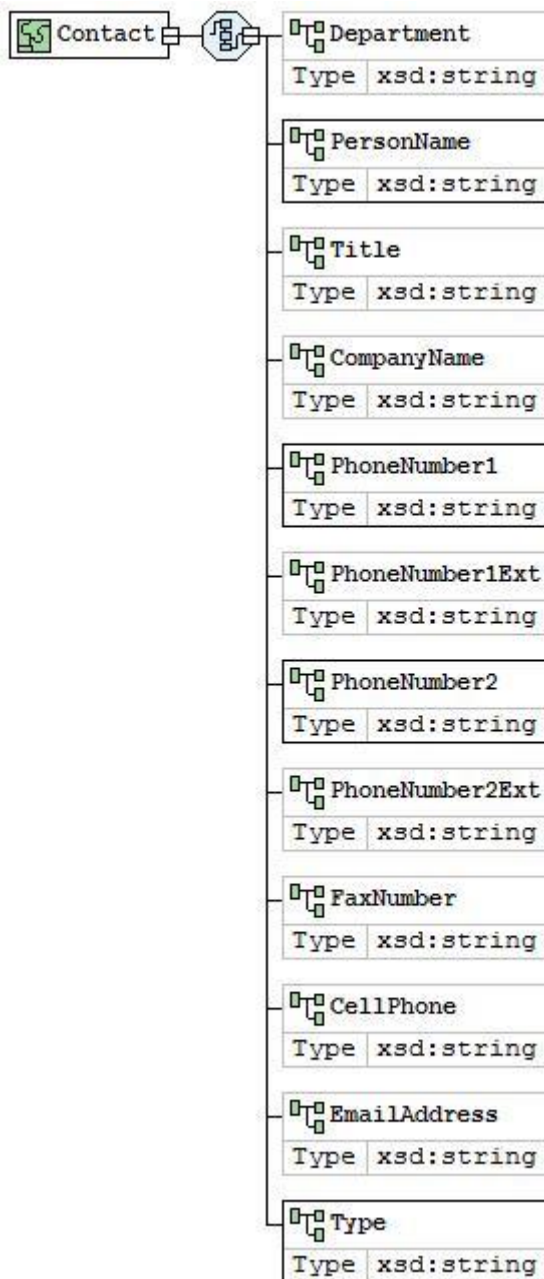 Contact
Department
Type xsd:string
PersonName
Type xsd:string
Title
Type xsd:string
CompanyName
Type xsd:string
PhoneNumber1
Type xsd:string
PhoneNumber1Ext
Type xsd:string
PhoneNumber2
Type xsd:string
PhoneNumber2Ext
Type xsd:string
FaxNumber
Type xsd:string
CellPhone
Type xsd:string
EmailAddress
Type xsd:string
Type
Type xsd:string